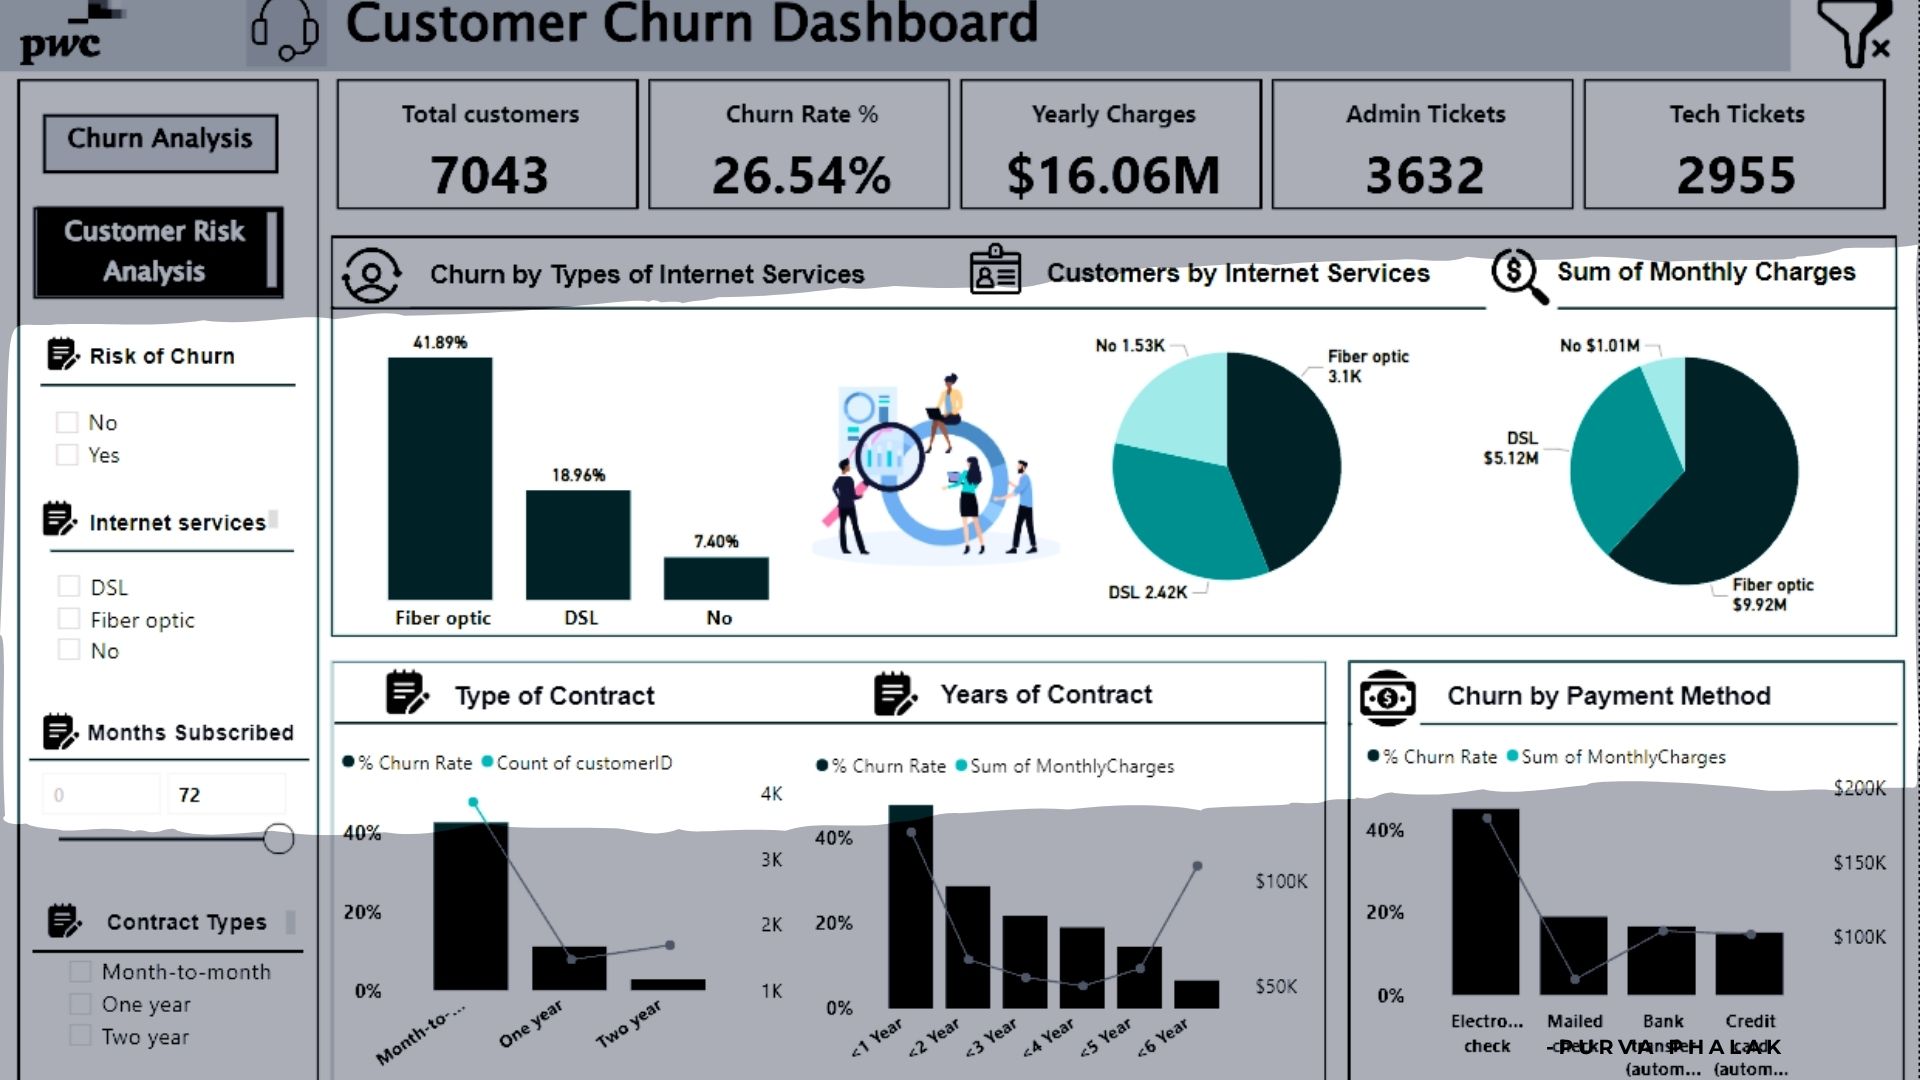 pwc
Customer Churn Dashboard
Churn Analysis
Customer Risk
Analysis
Total customers
7043
Churn Rate %
26.54%
Yearly Charges
$16.06M
Admin Tickets
3632
Tech Tickets
2955
Risk of Churn
No
Yes
Internet services
DSL
Fiber optic
No
Months Subscribed
0
72
Contract Types
Month-to-month
One year
Two year
Churn by Types of Internet Services
41.89%
18.96%
7.40%
Fiber optic
DSL
No
Customers by Internet Services
No 1.53K
Fiber optic
3.1K
DSL 2.42K
Sum of Monthly Charges
No $1.01M
DSL
$5.12M
Fiber optic
$9.92M
Type of Contract
% Churn Rate Count of customerID
40%
20%
0%
4K
3K
2K
1K
Month-to-...
One year
Two year
Years of Contract
% Churn Rate Sum of MonthlyCharges
40%
20%
0%
$100K
$50K
<1 Year
<2 Year
<3 Year
<4 Year
<5 Year
<6 Year
Churn by Payment Method
% Churn Rate Sum of MonthlyCharges
40%
20%
0%
$200K
$150K
$100K
Electro...
check
Mailed
check
Bank
transfer
(autom...
Credit
card
(autom...
-PURVA PHALAK